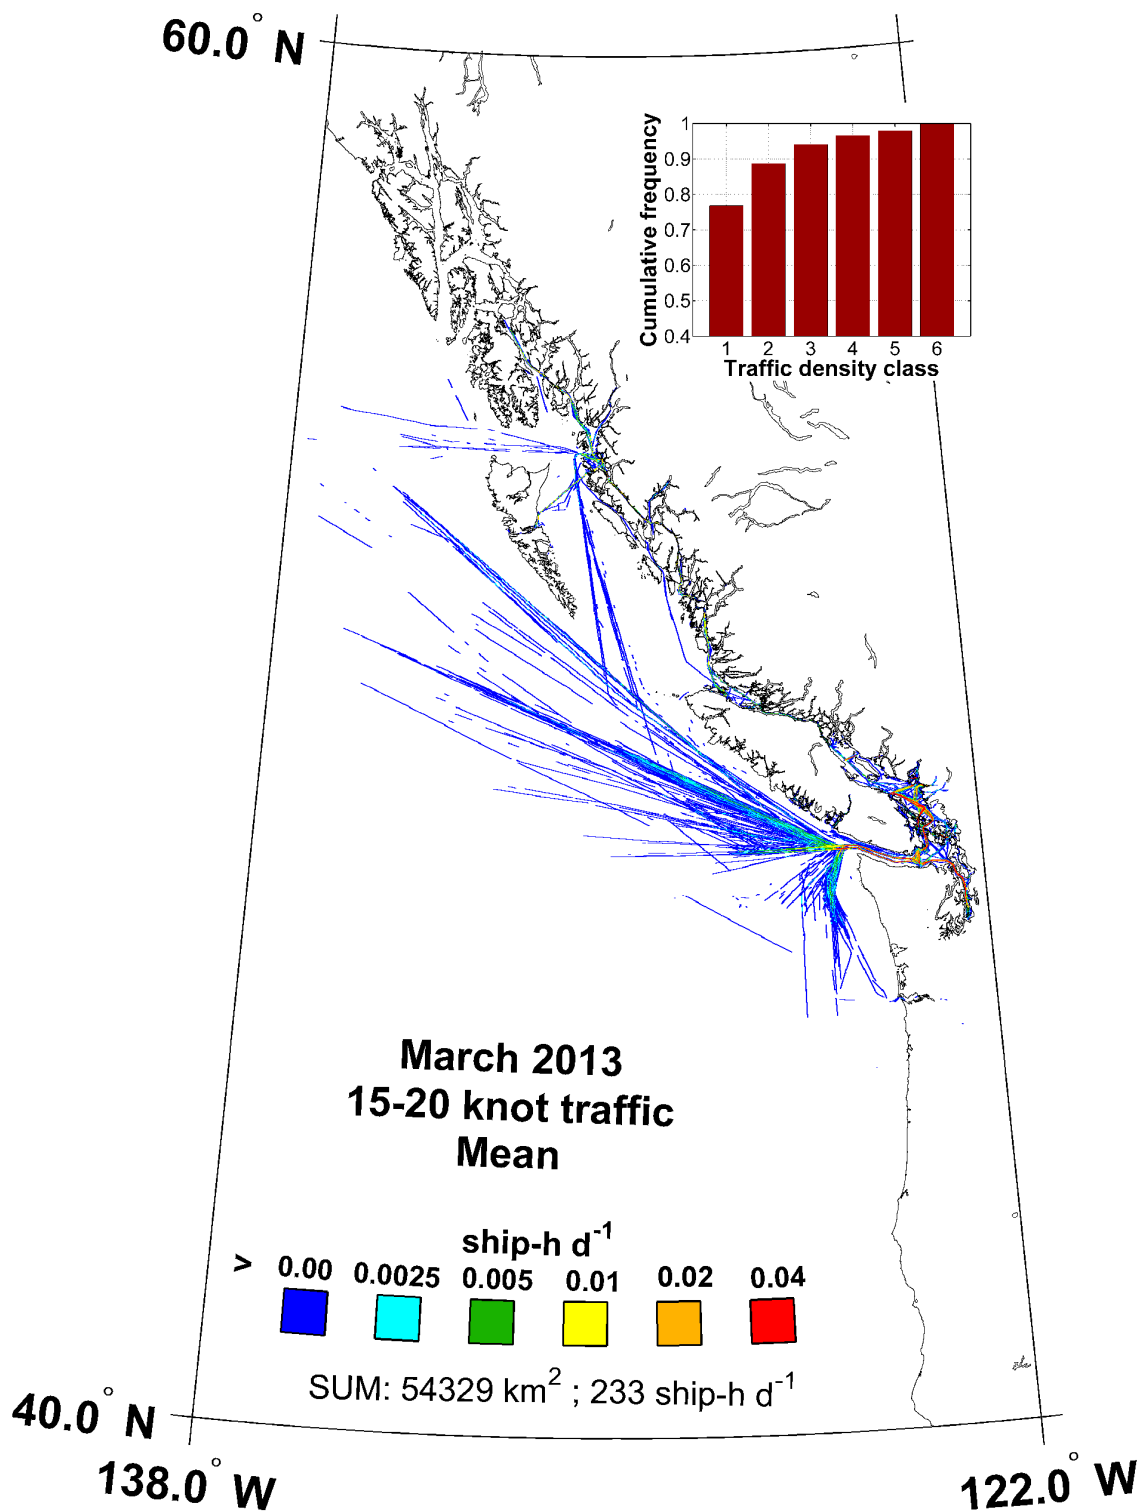 60.0° N
Cumulative frequency
1
0.9
0.8
0.7
0.6
0.5
0.4
1 2 3 4 5 6
Traffic density class
March 2013
15-20 knot traffic
Mean
ship-h d⁻¹
> 0.00 0.0025 0.005 0.01 0.02 0.04
SUM: 54329 km² ; 233 ship-h d⁻¹
40.0° N
138.0° W
122.0° W